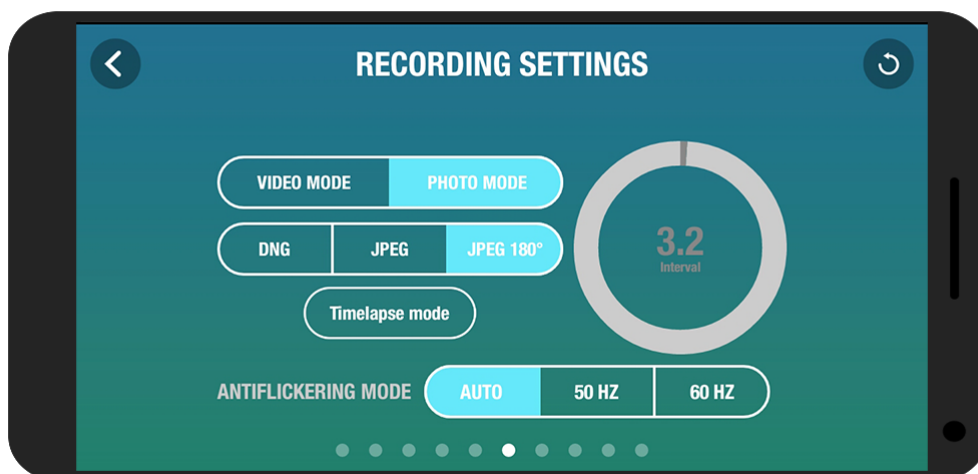 RECORDING SETTINGS
VIDEO MODE PHOTO MODE
DNG JPEG JPEG 180°
3.2
Interval
Timelapse mode
ANTIFLICKERING MODE AUTO 50 HZ 60 HZ